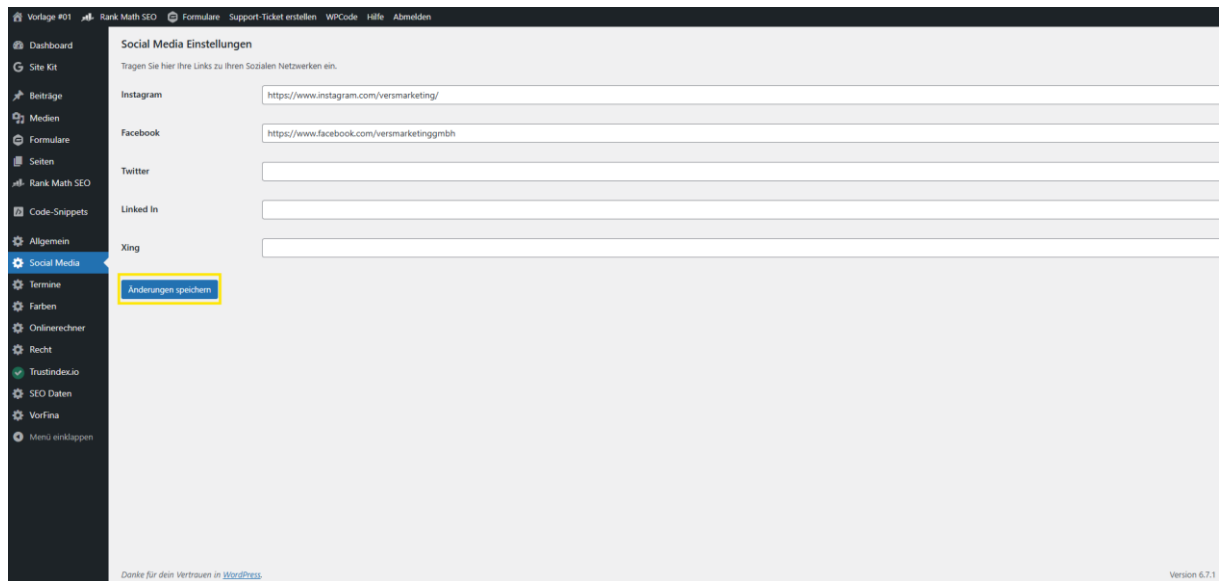 Vorlage #01 Rank Math SEO Formulare Support-Ticket erstellen WPCode Hilfe Abmelden
Dashboard
Site Kit
Beiträge
Medien
Formulare
Seiten
Rank Math SEO
Code-Snippets
Allgemein
Social Media
Termine
Farben
Onlinerechner
Recht
Trustindex.io
SEO Daten
VorFina
Menü einklappen
Social Media Einstellungen
Tragen Sie hier Ihre Links zu Ihren Sozialen Netzwerken ein.
Instagram https://www.instagram.com/versmarketing/
Facebook https://www.facebook.com/versmarketinggmbh
Twitter
Linked In
Xing
Änderungen speichern
Danke für dein Vertrauen in WordPress. Version 6.7.1